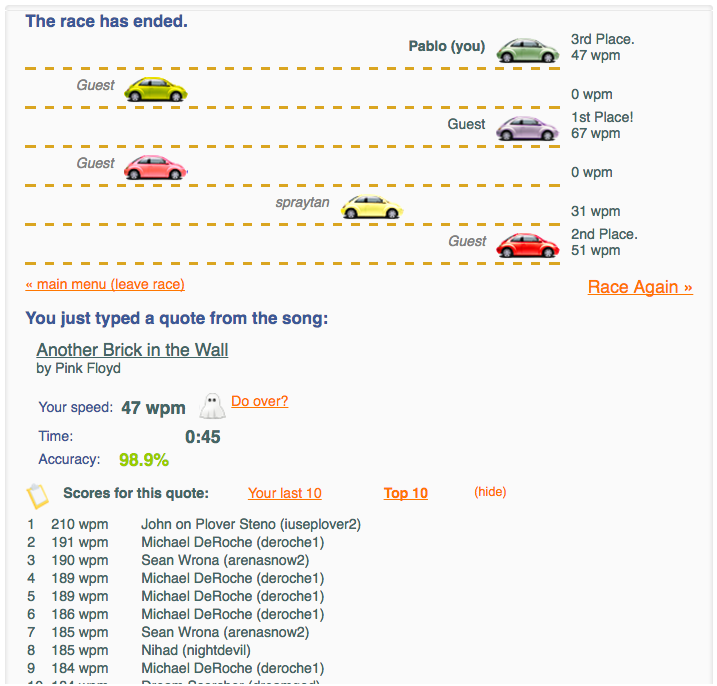 The race has ended.
Pablo (you)
3rd Place.
47 wpm
Guest
0 wpm
Guest
1st Place!
67 wpm
Guest
0 wpm
spraytan
31 wpm
Guest
2nd Place.
51 wpm
« main menu (leave race)
Race Again »
You just typed a quote from the song:
Another Brick in the Wall
by Pink Floyd
Your speed: 47 wpm Do over?
Time: 0:45
Accuracy: 98.9%
Scores for this quote: Your last 10 Top 10 (hide)
1 210 wpm John on Plover Steno (iuseplover2)
2 191 wpm Michael DeRoche (deroche1)
3 190 wpm Sean Wrona (arenasnow2)
4 189 wpm Michael DeRoche (deroche1)
5 189 wpm Michael DeRoche (deroche1)
6 186 wpm Michael DeRoche (deroche1)
7 185 wpm Sean Wrona (arenasnow2)
8 185 wpm Nihad (nightdevil)
9 184 wpm Michael DeRoche (deroche1)